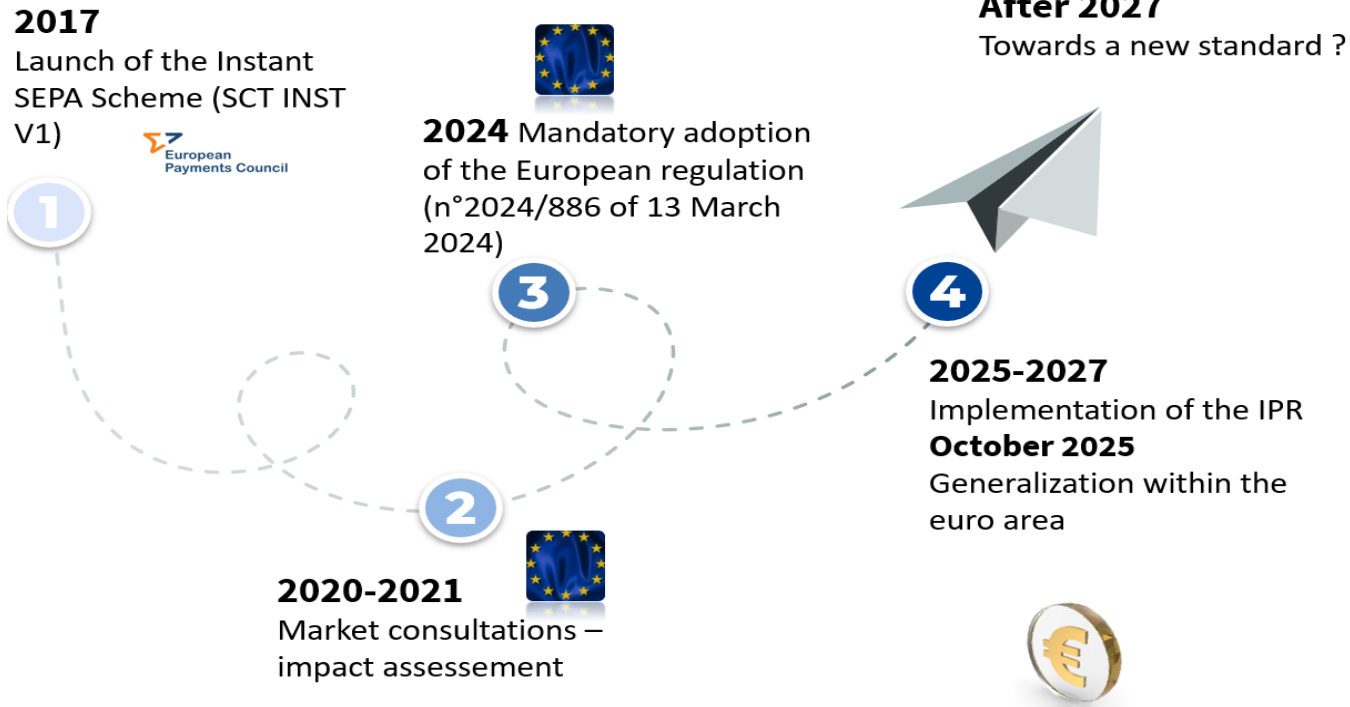 2017
Launch of the Instant
SEPA Scheme (SCT INST
V1)
European
Payments Council
1
2024 Mandatory adoption
of the European regulation
(n°2024/886 of 13 March
2024)
3
2
2020-2021
Market consultations –
impact assessement
After 2027
Towards a new standard ?
4
2025-2027
Implementation of the IPR
October 2025
Generalization within the
euro area
€